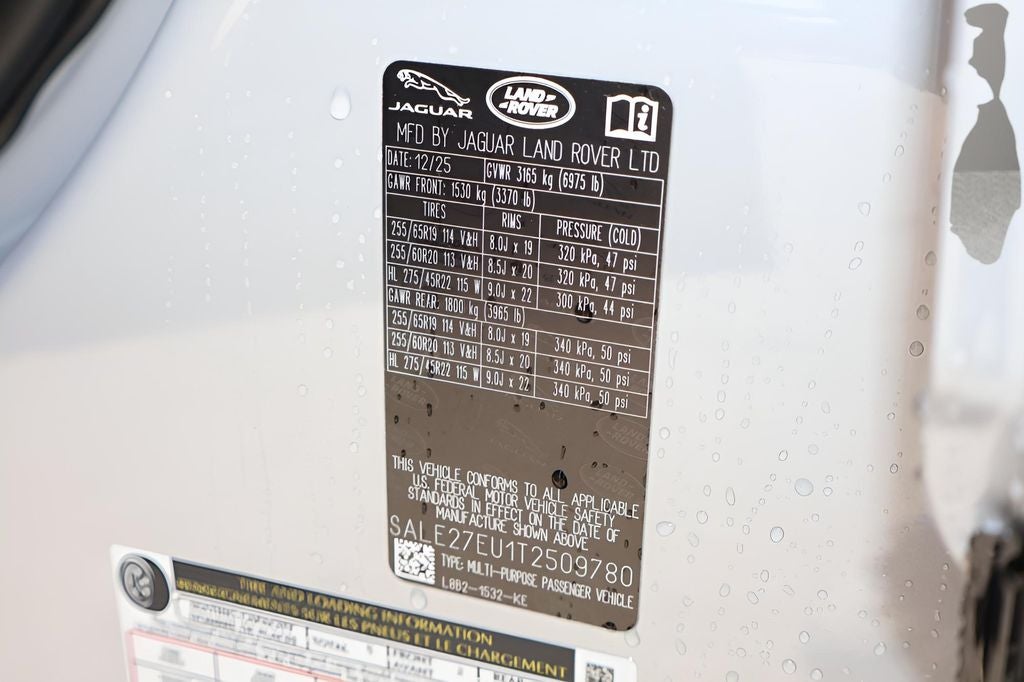 JAGUAR
LAND
ROVER
MFD BY JAGUAR LAND ROVER LTD
DATE: 12/25 GVWR 3165 kg (6975 lb)
GAWR FRONT: 1530 kg (3370 lb)
TIRES RIMS PRESSURE (COLD)
255/65R19 114 V&H 8.0J x 19 320 kPa, 47 psi
255/60R20 113 V&H 8.5J x 20 320 kPa, 47 psi
HL 275/45R22 115 W 9.0J x 22 300 kPa, 44 psi
GAWR REAR: 1800 kg (3965 lb)
255/65R19 114 V&H 8.0J x 19 340 kPa, 50 psi
255/60R20 113 V&H 8.5J x 20 340 kPa, 50 psi
HL 275/45R22 115 W 9.0J x 22 340 kPa, 50 psi
THIS VEHICLE CONFORMS TO ALL APPLICABLE
U.S. FEDERAL MOTOR VEHICLE SAFETY
STANDARDS IN EFFECT ON THE DATE OF
MANUFACTURE SHOWN ABOVE
SALE27EU1T2509780
TYPE: MULTI-PURPOSE PASSENGER VEHICLE
L8B2-1532-KE
TIRE AND LOADING INFORMATION
RENSEIGNEMENTS SUR LES PNEUS ET LE CHARGEMENT